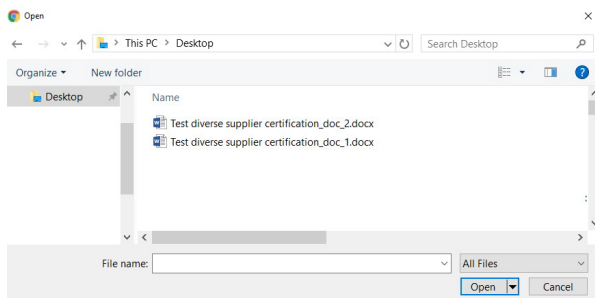 Open
This PC > Desktop
Search Desktop
Organize
New folder
?
Desktop
Name
Test diverse supplier certification_doc_2.docx
Test diverse supplier certification_doc_1.docx
File name:
All Files
Open
Cancel